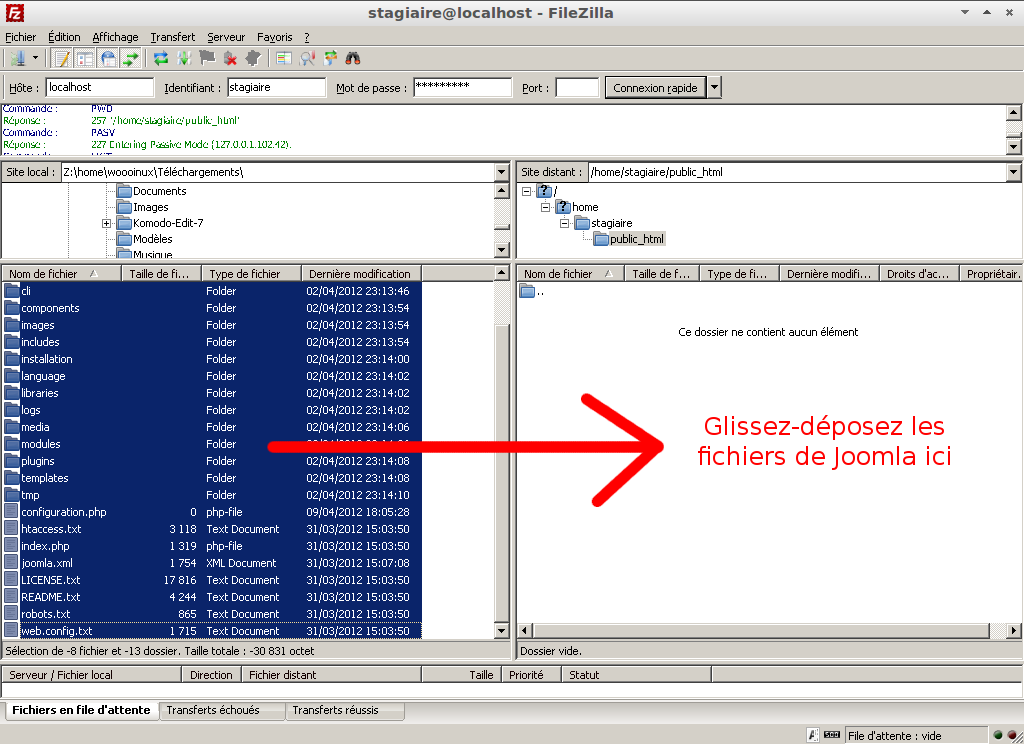 stagiaire@localhost - FileZilla
Fichier Édition Affichage Transfert Serveur Favoris ?
Hôte : localhost Identifiant : stagiaire Mot de passe : ********* Port : Connexion rapide
Commande : PWD
Réponse : 257 "/home/stagiaire/public_html"
Commande : PASV
Réponse : 227 Entering Passive Mode (127,0,0,1,102,42).
Site local : Z:\home\woooinux\Téléchargements\
Documents
Images
Komodo-Edit-7
Modèles
Musique
Site distant : /home/stagiaire/public_html
/
home
stagiaire
public_html
Nom de fichier Taille de fi... Type de fichier Dernière modification
cli Folder 02/04/2012 23:13:46
components Folder 02/04/2012 23:13:54
images Folder 02/04/2012 23:13:54
includes Folder 02/04/2012 23:13:54
installation Folder 02/04/2012 23:14:00
language Folder 02/04/2012 23:14:02
libraries Folder 02/04/2012 23:14:02
logs Folder 02/04/2012 23:14:02
media Folder 02/04/2012 23:14:06
modules Folder
plugins Folder 02/04/2012 23:14:08
templates Folder 02/04/2012 23:14:08
tmp Folder 02/04/2012 23:14:10
configuration.php 0 php-file 09/04/2012 18:05:28
htaccess.txt 3 118 Text Document 31/03/2012 15:03:50
index.php 1 319 php-file 31/03/2012 15:03:50
joomla.xml 1 754 XML Document 31/03/2012 15:07:08
LICENSE.txt 17 816 Text Document 31/03/2012 15:03:50
README.txt 4 244 Text Document 31/03/2012 15:03:50
robots.txt 865 Text Document 31/03/2012 15:03:50
web.config.txt 1 715 Text Document 31/03/2012 15:03:50
Sélection de -8 fichier et -13 dossier. Taille totale : -30 831 octet
Nom de fichier Taille de f... Type de fi... Dernière modifi... Droits d'ac... Propriétair.
..
Ce dossier ne contient aucun élément
Glissez-déposez les
fichiers de Joomla ici
Dossier vide.
Serveur / Fichier local Direction Fichier distant Taille Priorité Statut
Fichiers en file d'attente Transferts échoués Transferts réussis
File d'attente : vide